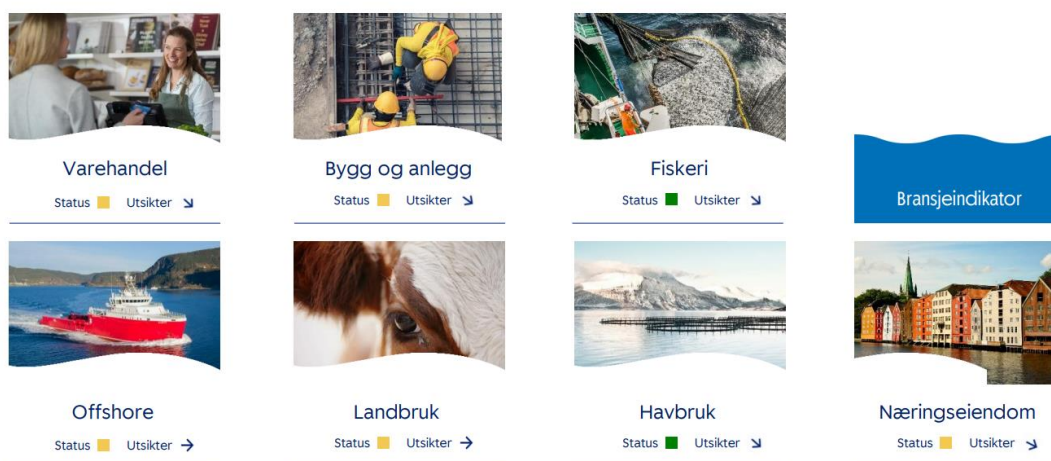 Varehandel
Status Utsikter
Bygg og anlegg
Status Utsikter
Fiskeri
Status Utsikter
Bransjeindikator
Offshore
Status Utsikter
Landbruk
Status Utsikter
Havbruk
Status Utsikter
Næringseiendom
Status Utsikter